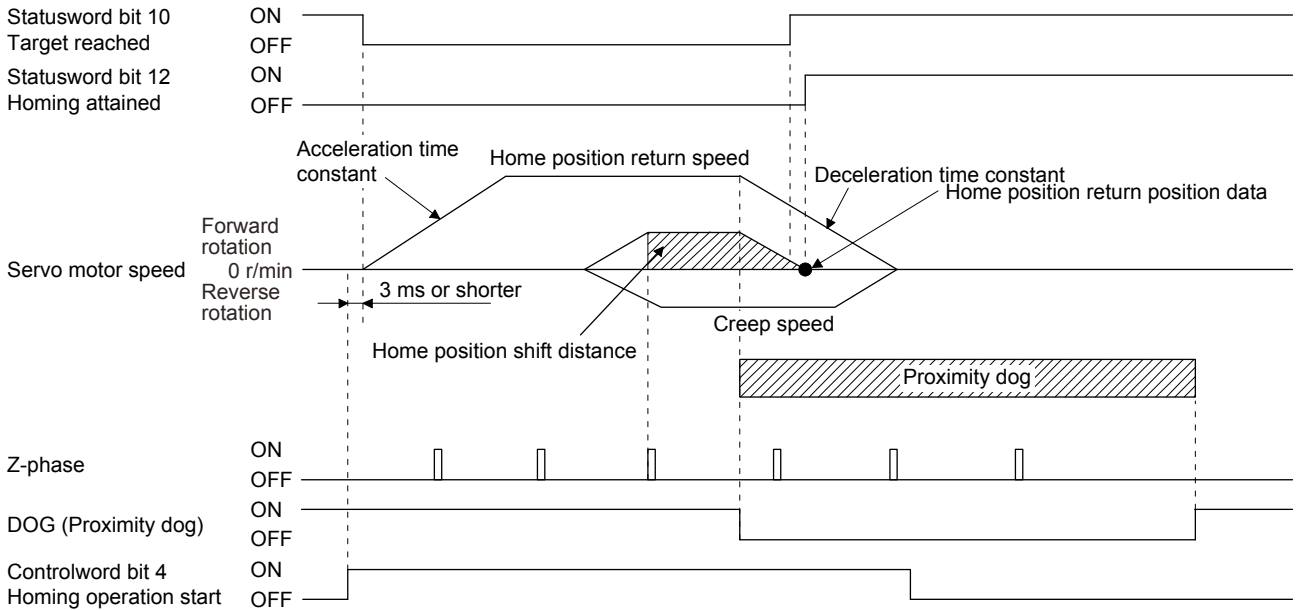 Statusword bit 10
Target reached
ON
OFF
Statusword bit 12
Homing attained
ON
OFF
Acceleration time
constant
Home position return speed
Deceleration time constant
Home position return position data
Forward
rotation
Servo motor speed
0 r/min
Reverse
rotation
3 ms or shorter
Creep speed
Home position shift distance
Proximity dog
Z-phase
ON
OFF
DOG (Proximity dog)
ON
OFF
Controlword bit 4
Homing operation start
ON
OFF